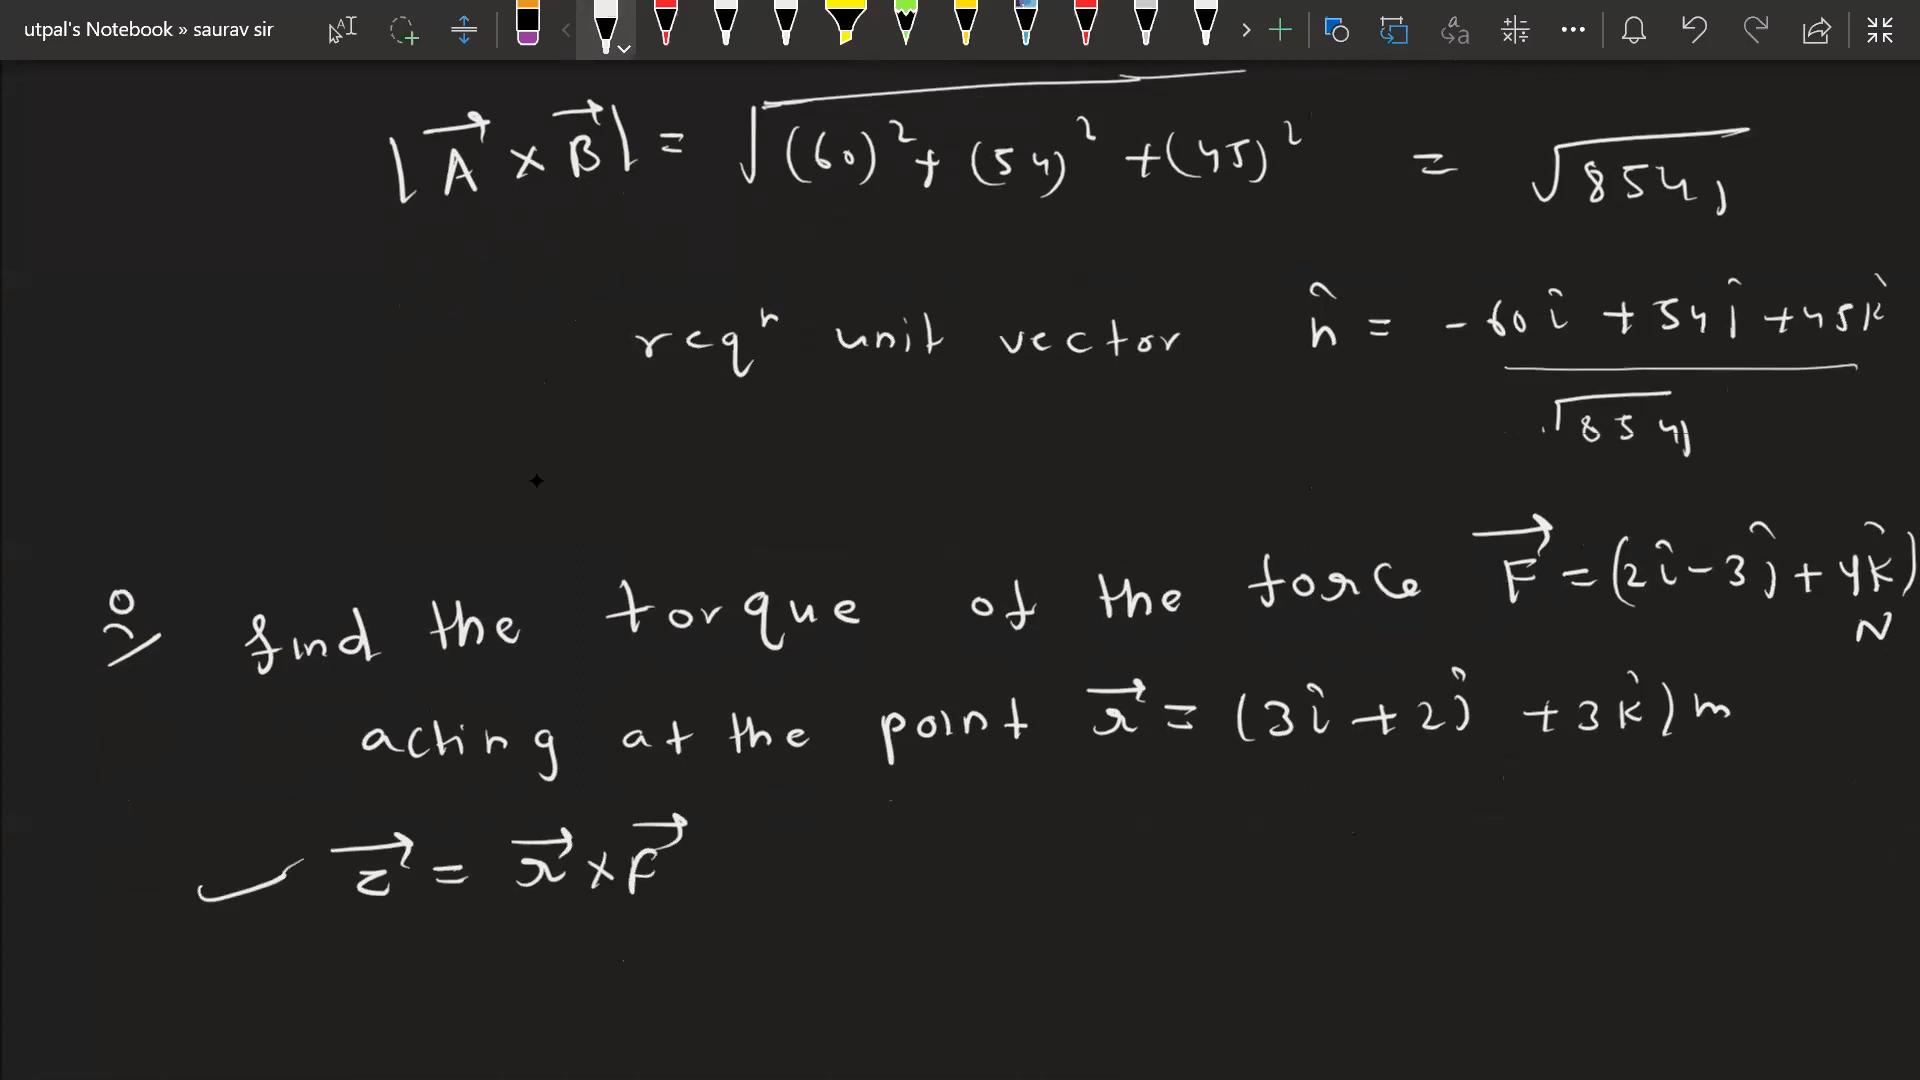 utpal's Notebook » saurav sir
|A⃗ × B⃗| = √(60)² + (54)² + (45)² = √8541
reqⁿ unit vector n̂ = -60î + 54ĵ + 45k̂
√8541
Q/ find the torque of the force F⃗ = (2î - 3ĵ + 4k̂)
N
acting at the point r⃗ = (3î + 2ĵ + 3k̂) m
τ⃗ = r⃗ × F⃗